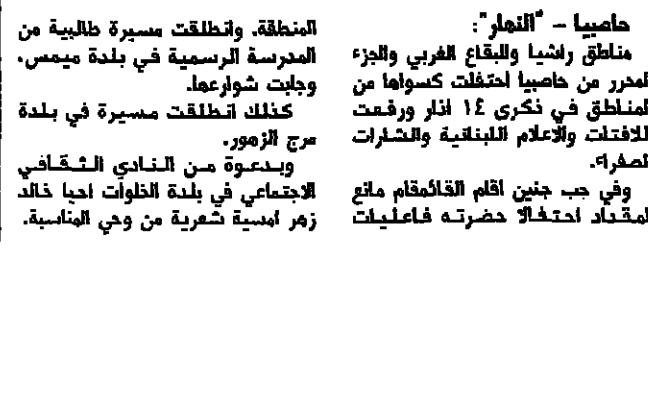 حاصبيا – "النهار":
مناطق راشيا والبقاع الغربي والجزء
المحرر من حاصبيا احتفلت كسواها من
المناطق في ذكرى ١٤ اذار ورفعت
اللافتات والاعلام اللبنانية والشارات
الصفراء.
وفي جب جنين اقام القائمقام مانع
المقداد احتفالا حضرته فاعليات
المنطقة. وانطلقت مسيرة طالبية من
المدرسة الرسمية في بلدة ميمس،
وجابت شوارعها.
كذلك انطلقت مسيرة في بلدة
مرج الزهور.
وبدعوة من النادي الثقافي
الاجتماعي في بلدة الخلوات احيا خالد
زهر امسية شعرية من وحي المناسبة.